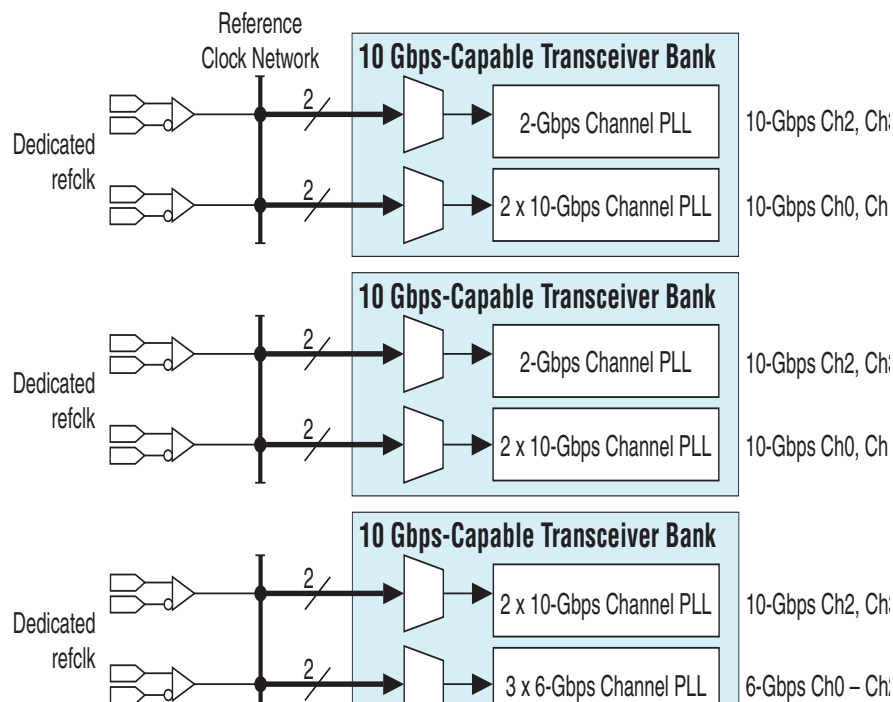 Reference
Clock Network
10 Gbps-Capable Transceiver Bank
2
2-Gbps Channel PLL
10-Gbps Ch2, Ch3
Dedicated
refclk
2
2 x 10-Gbps Channel PLL
10-Gbps Ch0, Ch
10 Gbps-Capable Transceiver Bank
2
2-Gbps Channel PLL
10-Gbps Ch2, Ch3
Dedicated
refclk
2
2 x 10-Gbps Channel PLL
10-Gbps Ch0, Ch
10 Gbps-Capable Transceiver Bank
2
2 x 10-Gbps Channel PLL
10-Gbps Ch2, Ch3
Dedicated
refclk
2
3 x 6-Gbps Channel PLL
6-Gbps Ch0 – Ch2